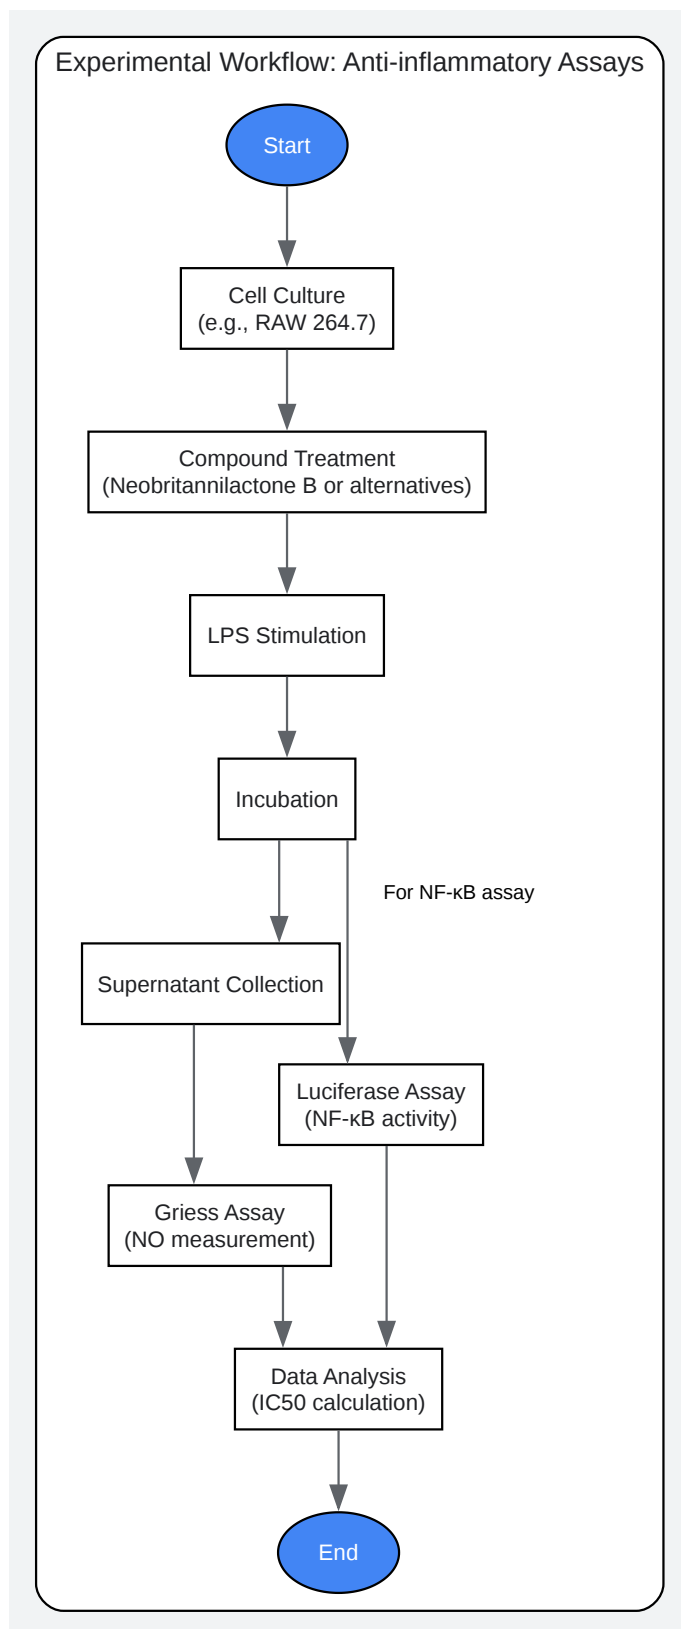 Experimental Workflow: Anti-inflammatory Assays
Start
Cell Culture
(e.g., RAW 264.7)
Compound Treatment
(Neobritannilactone B or alternatives)
LPS Stimulation
Incubation
For NF-κB assay
Supernatant Collection
Luciferase Assay
(NF-κB activity)
Griess Assay
(NO measurement)
Data Analysis
(IC50 calculation)
End